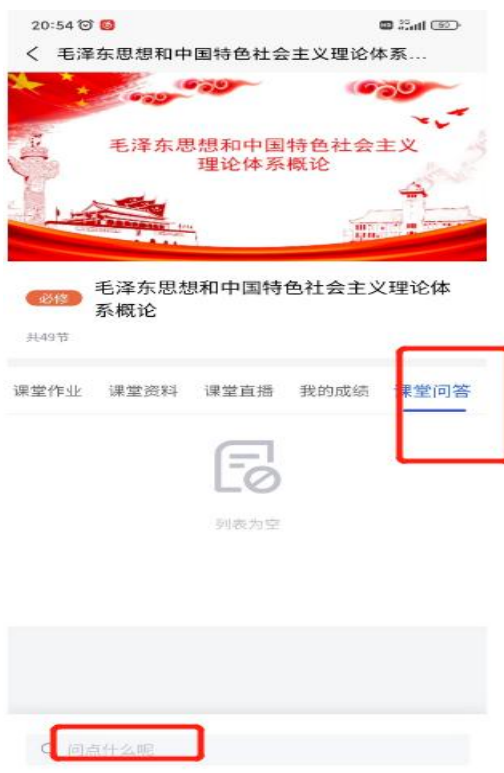 20:54
毛泽东思想和中国特色社会主义理论体系...
毛泽东思想和中国特色社会主义
理论体系概论
必修
毛泽东思想和中国特色社会主义理论体
系概论
共49节
课堂作业 课堂资料 课堂直播 我的成绩 课堂问答
列表为空
问点什么呢